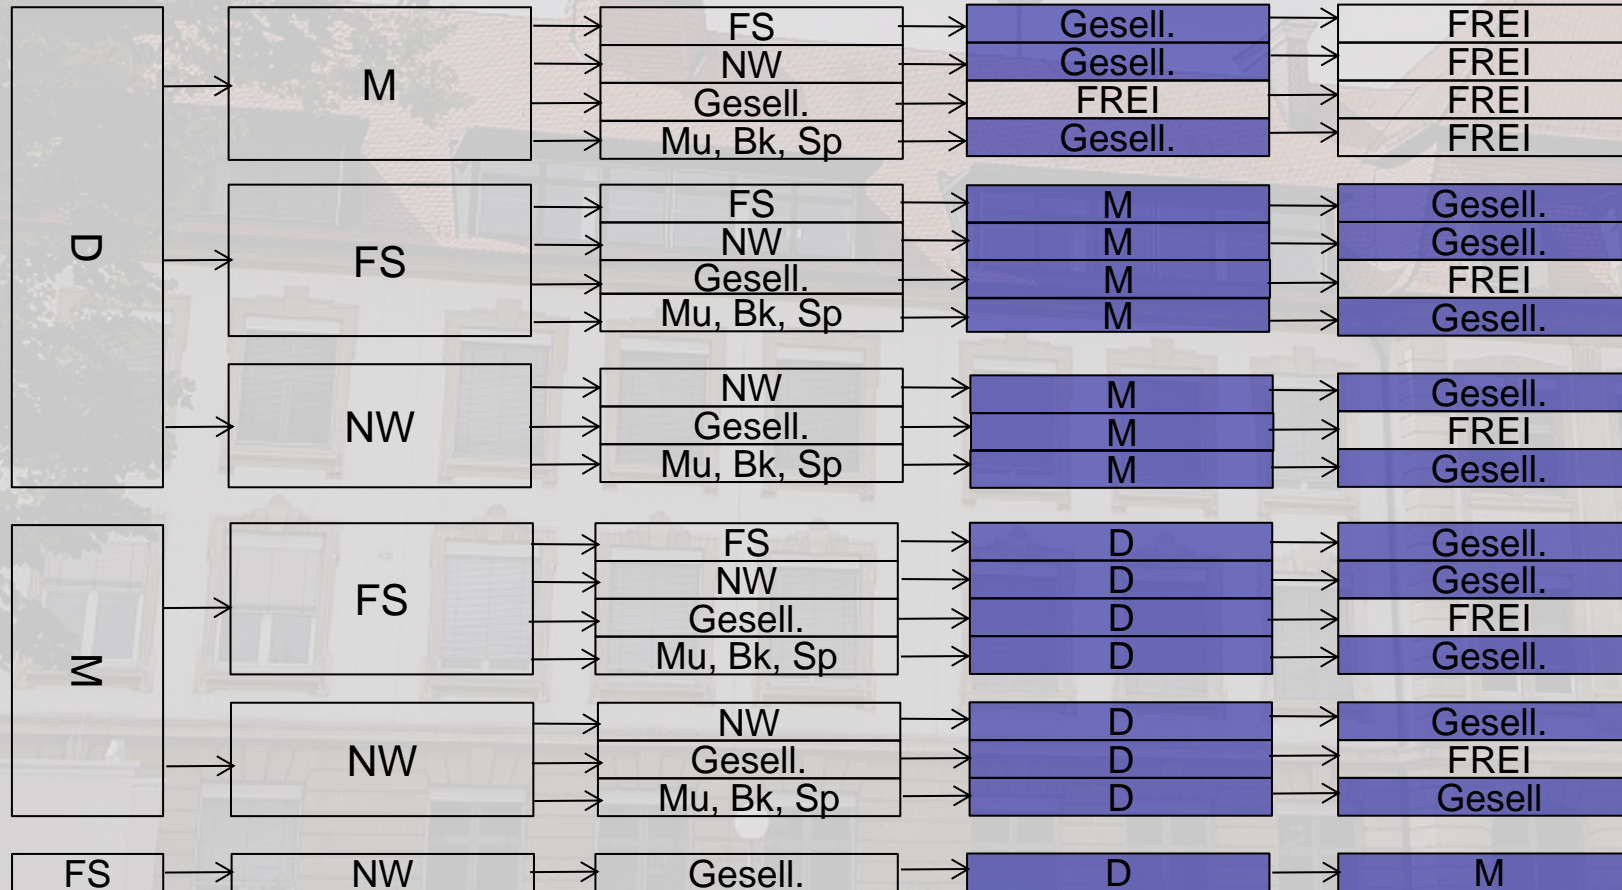 D
M
FS
Gesell.
FREI
NW
Gesell.
FREI
Gesell.
FREI
FREI
Mu, Bk, Sp
Gesell.
FREI
FS
FS
M
Gesell.
NW
M
Gesell.
Gesell.
M
FREI
Mu, Bk, Sp
M
Gesell.
NW
NW
M
Gesell.
Gesell.
M
FREI
Mu, Bk, Sp
M
Gesell.
M
FS
FS
D
Gesell.
NW
D
Gesell.
Gesell.
D
FREI
Mu, Bk, Sp
D
Gesell.
NW
NW
D
Gesell.
Gesell.
D
FREI
Mu, Bk, Sp
D
Gesell
FS
NW
Gesell.
D
M